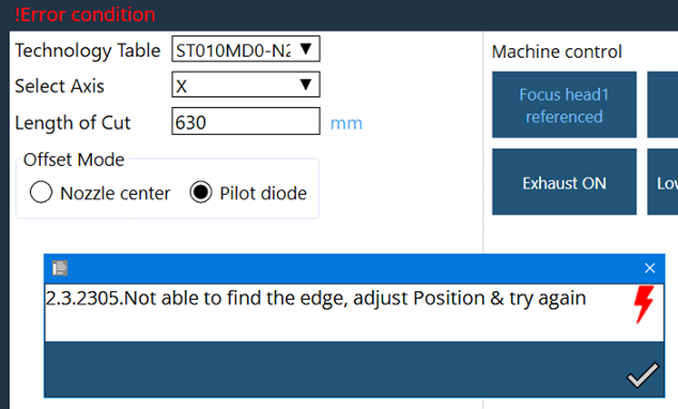 !Error condition
Technology Table ST010MD0-N2
Machine control
Select Axis X
Length of Cut 630 mm
Offset Mode
Nozzle center Pilot diode
Focus head1
referenced
Exhaust ON
2.3.2305.Not able to find the edge, adjust Position & try again